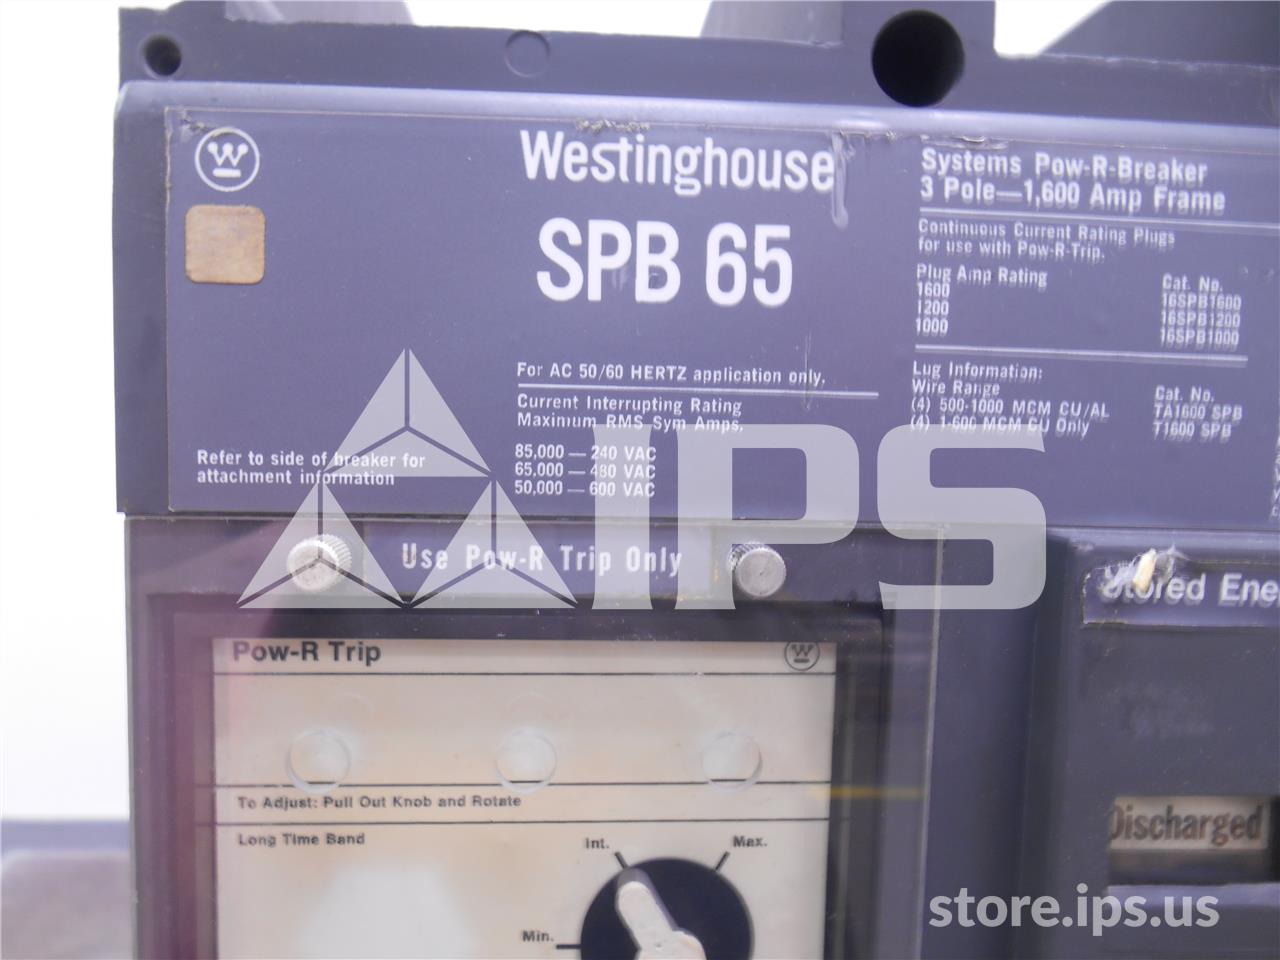 Westinghouse
SPB 65
For AC 50/60 HERTZ application only.
Current Interrupting Rating
Maximum RMS Sym Amps.
85,000 — 240 VAC
65,000 — 480 VAC
50,000 — 600 VAC
Refer to side of breaker for
attachment information
Systems Pow-R-Breaker
3 Pole—1,600 Amp Frame
Continuous Current Rating Plugs
for use with Pow-R-Trip.
Plug Amp Rating Cat. No.
1600 16SPB1600
1200 16SPB1200
1000 16SPB1000
Lug Information:
Wire Range Cat. No.
(4) 500-1000 MCM CU/AL TA1600 SPB
(4) 1-600 MCM CU Only T1600 SPB
IPS
Use Pow-R Trip Only
Stored Ene
Pow-R Trip
To Adjust: Pull Out Knob and Rotate
Long Time Band
Int.
Max.
Min.
Discharged
store.ips.us